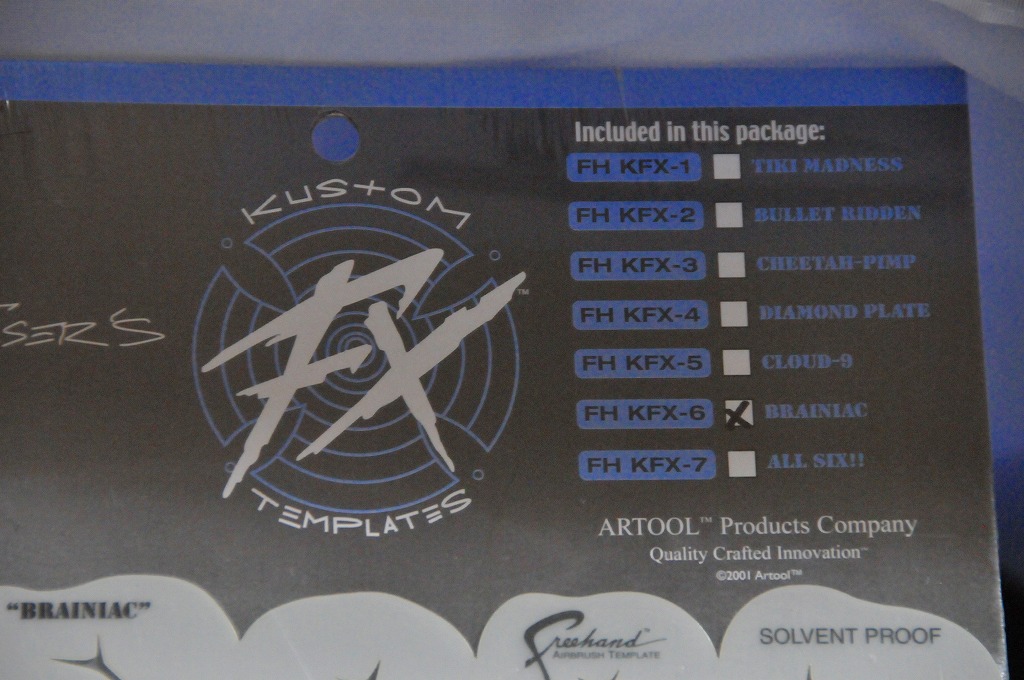 Included in this package:
FH KFX-1 TIKI MADNESS
FH KFX-2 BULLET RIDDEN
FH KFX-3 CHEETAH-PIMP
FH KFX-4 DIAMOND PLATE
FH KFX-5 CLOUD-9
FH KFX-6 BRAINIAC
FH KFX-7 ALL SIX!!
KUSTOM
FX™
TEMPLATES
ARTOOL™ Products Company
Quality Crafted Innovation™
©2001 Artool™
"BRAINIAC"
Freehand™
AIRBRUSH TEMPLATE
SOLVENT PROOF